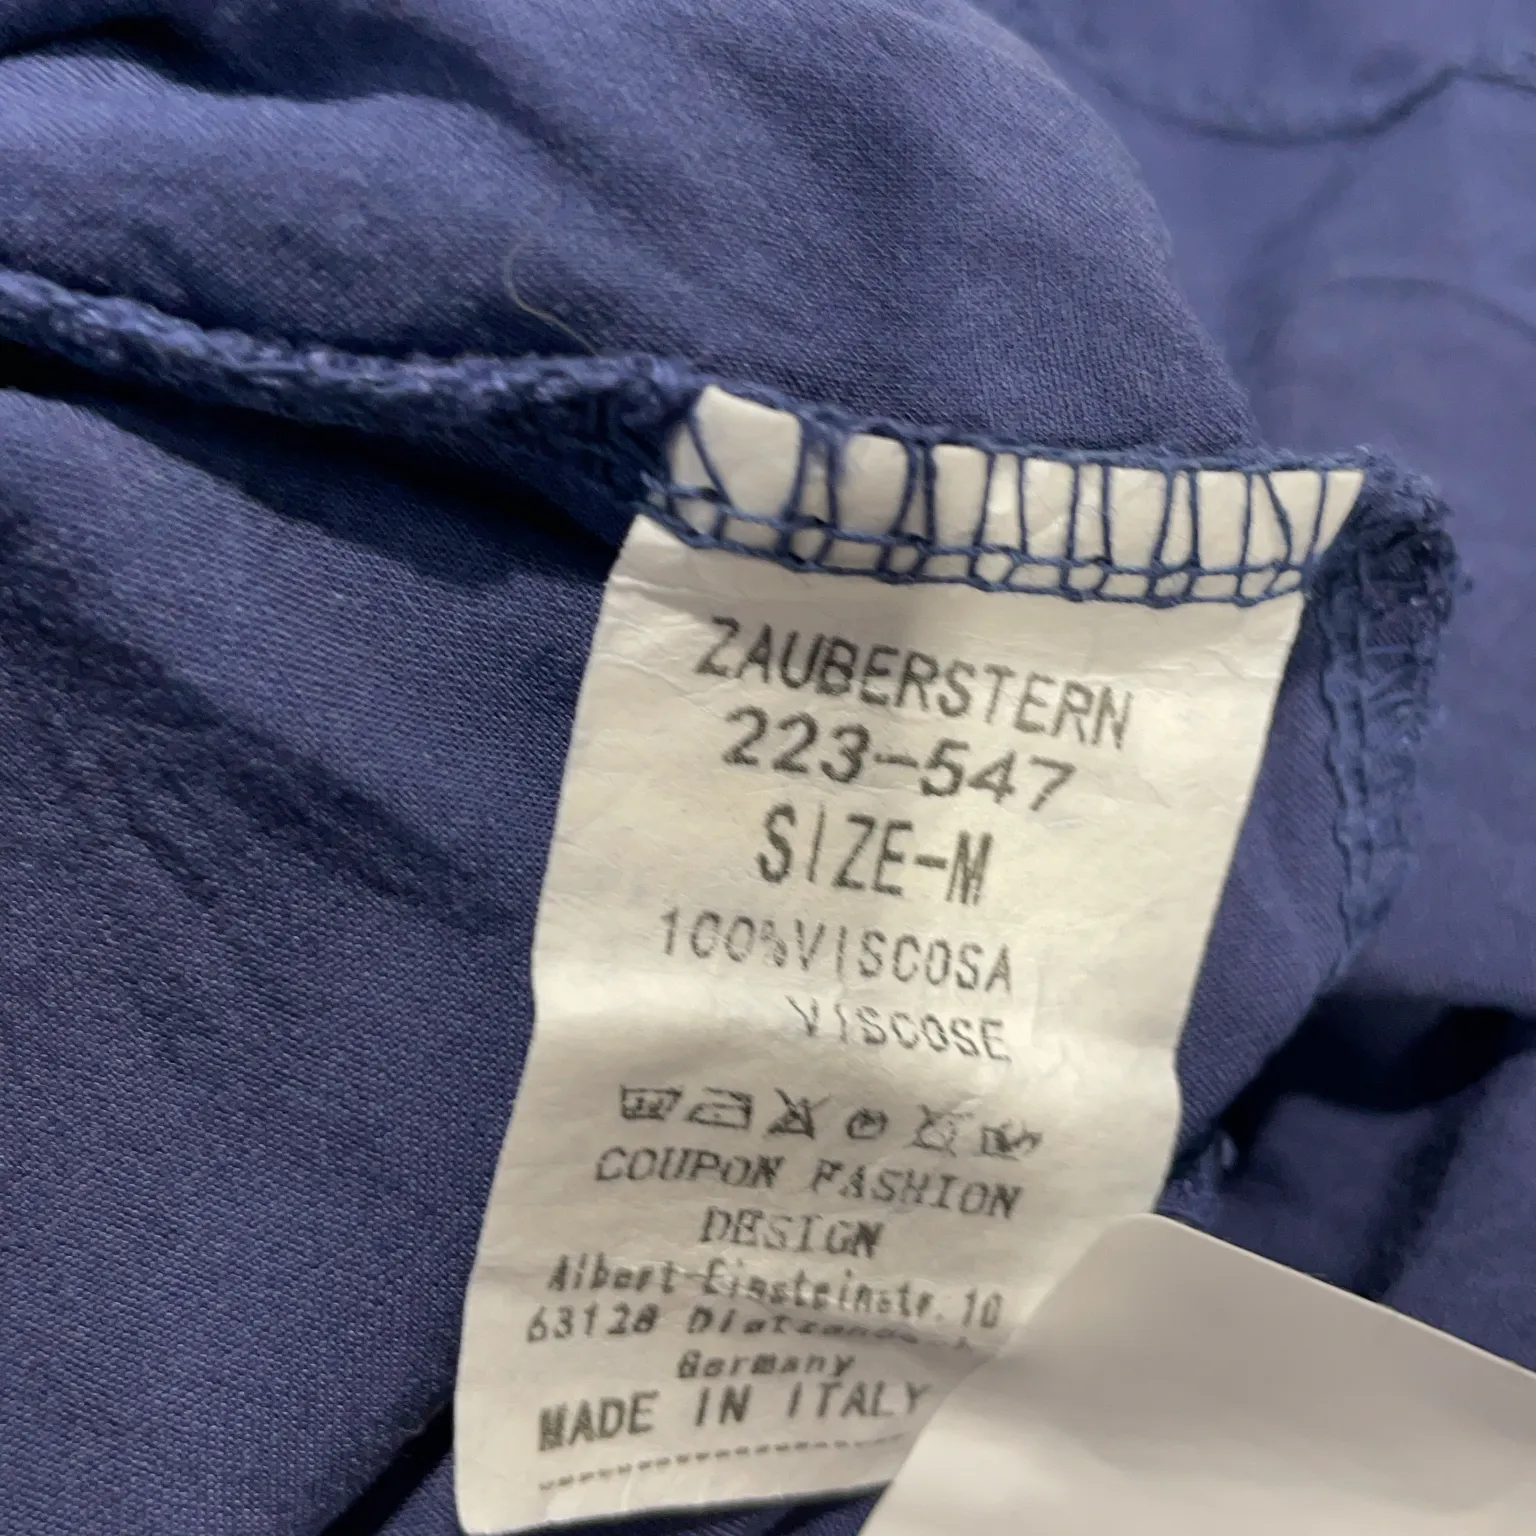 ZAUBERSTERN
223-547
SIZE-M
100%VISCOSA
VISCOSE
COUPON FASHION
DESIGN
Albert-Einsteinstr. 10
63128
Germany
MADE IN ITALY